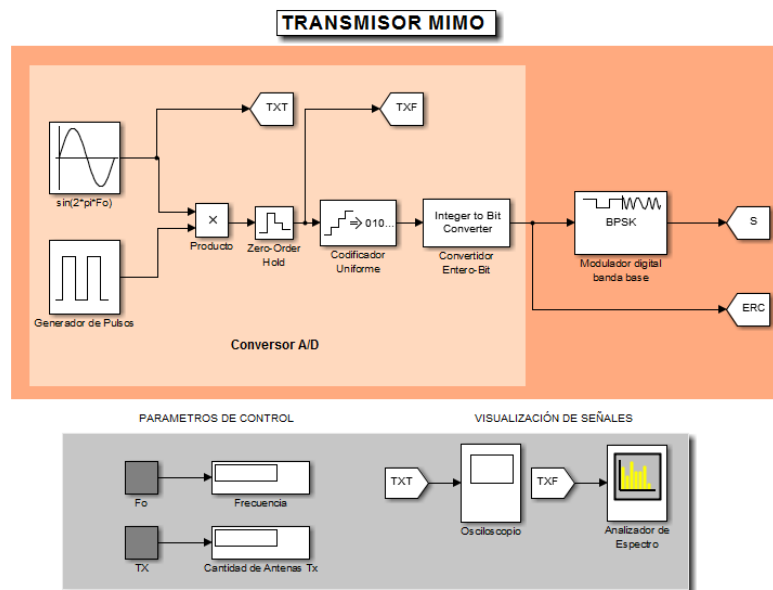 TRANSMISOR MIMO
TXT
TXF
sin(2*pi*Fo)
×
Producto
Zero-Order
Hold
010...
Codificador
Uniforme
Integer to Bit
Converter
Convertidor
Entero-Bit
BPSK
Modulador digital
banda base
S
ERC
Generador de Pulsos
Conversor A/D
PARAMETROS DE CONTROL
VISUALIZACIÓN DE SEÑALES
Fo
Frecuencia
TX
Cantidad de Antenas Tx
TXT
Osciloscopio
TXF
Analizador de
Espectro